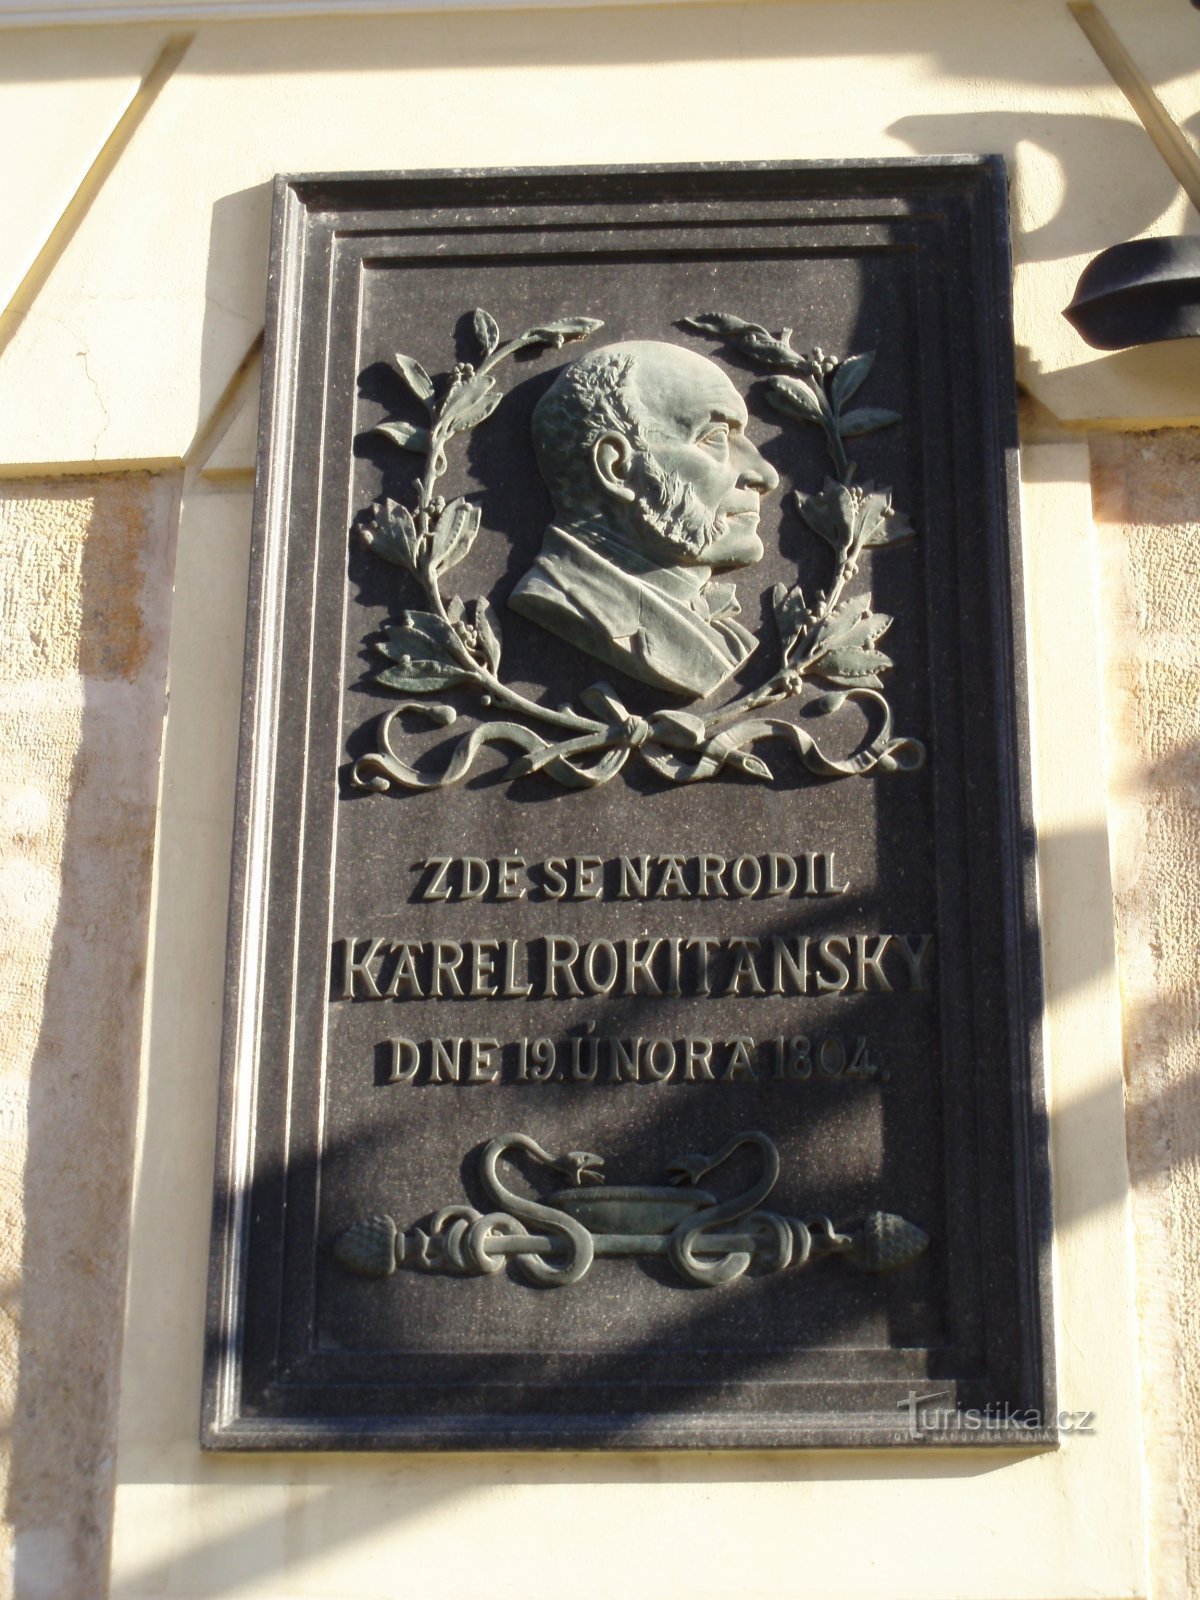 ZDE SE NARODIL
KAREL ROKITANSKY
DNE 19. ÚNORA 1804.
Turistika.cz